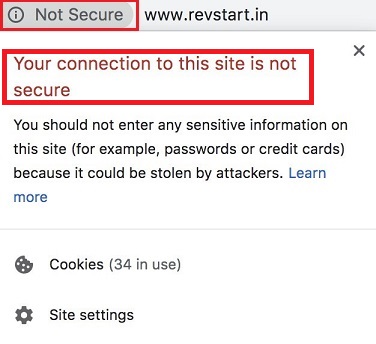 Not Secure www.revstart.in
Your connection to this site is not
secure
You should not enter any sensitive information on
this site (for example, passwords or credit cards)
because it could be stolen by attackers. Learn
more
Cookies (34 in use)
Site settings